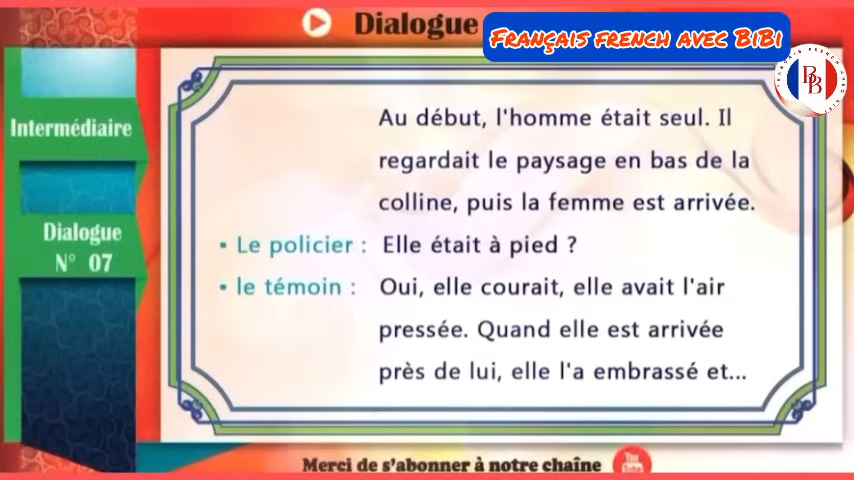 Dialogue
Français french avec BiBi
Intermédiaire
Dialogue
N° 07
Au début, l'homme était seul. Il
regardait le paysage en bas de la
colline, puis la femme est arrivée.
• Le policier : Elle était à pied ?
• le témoin : Oui, elle courait, elle avait l'air
pressée. Quand elle est arrivée
près de lui, elle l'a embrassé et...
Merci de s'abonner à notre chaîne
You
Tube